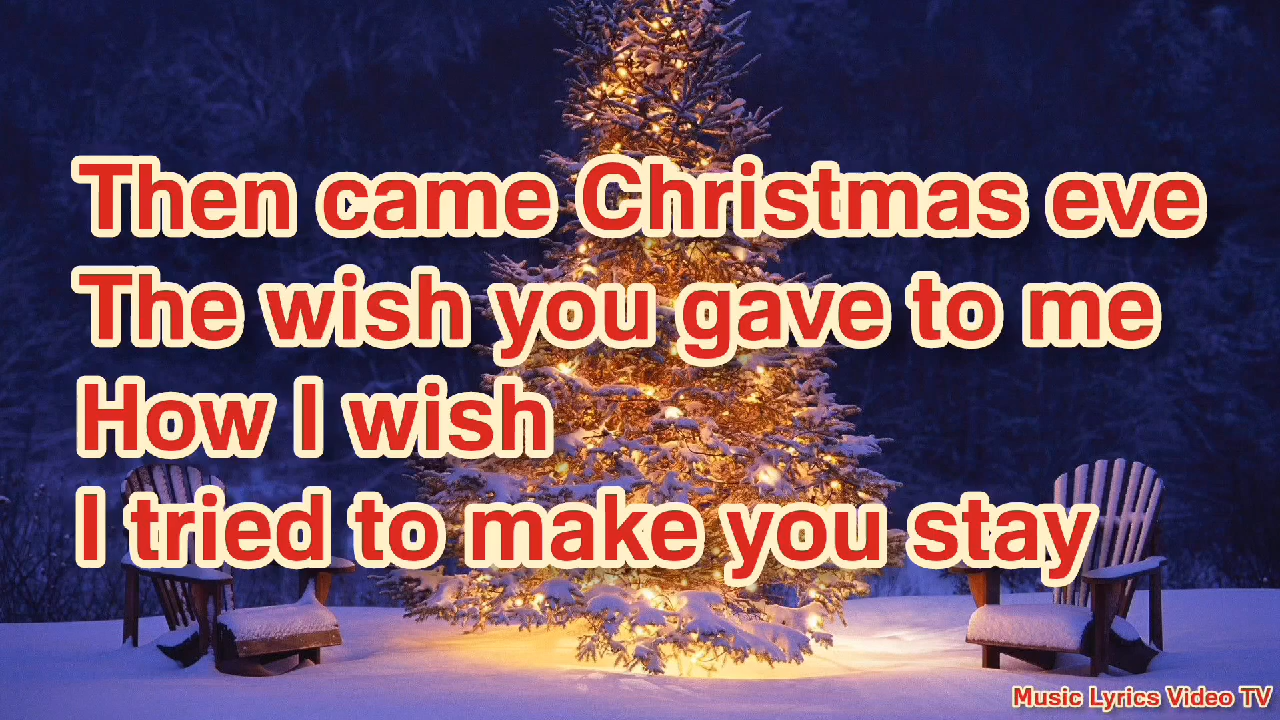 Then came Christmas eve
The wish you gave to me
How I wish
I tried to make you stay
Music Lyrics Video TV